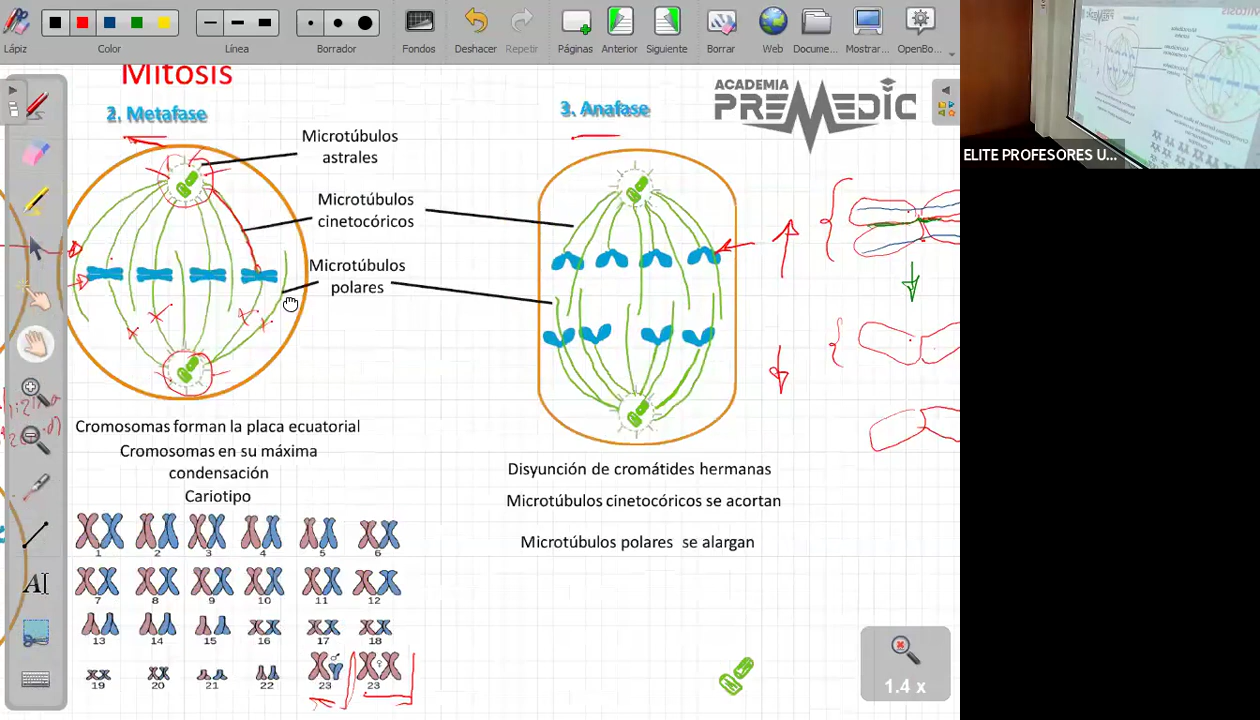 Lápiz
Color
Línea
Borrador
Fondos
Deshacer
Repetir
Páginas
Anterior
Siguiente
Borrar
Web
Docume...
Mostrar...
OpenBo...
Mitosis
2. Metafase
3. Anafase
ACADEMIA
PREMEDIC
Microtúbulos
astrales
Microtúbulos
cinetocóricos
Microtúbulos
polares
Cromosomas forman la placa ecuatorial
Cromosomas en su máxima
condensación
Cariotipo
1 2 3 4 5 6
7 8 9 10 11 12
13 14 15 16 17 18
19 20 21 22 23 23
Disyunción de cromátides hermanas
Microtúbulos cinetocóricos se acortan
Microtúbulos polares se alargan
1.4 x
ELITE PROFESORES U...